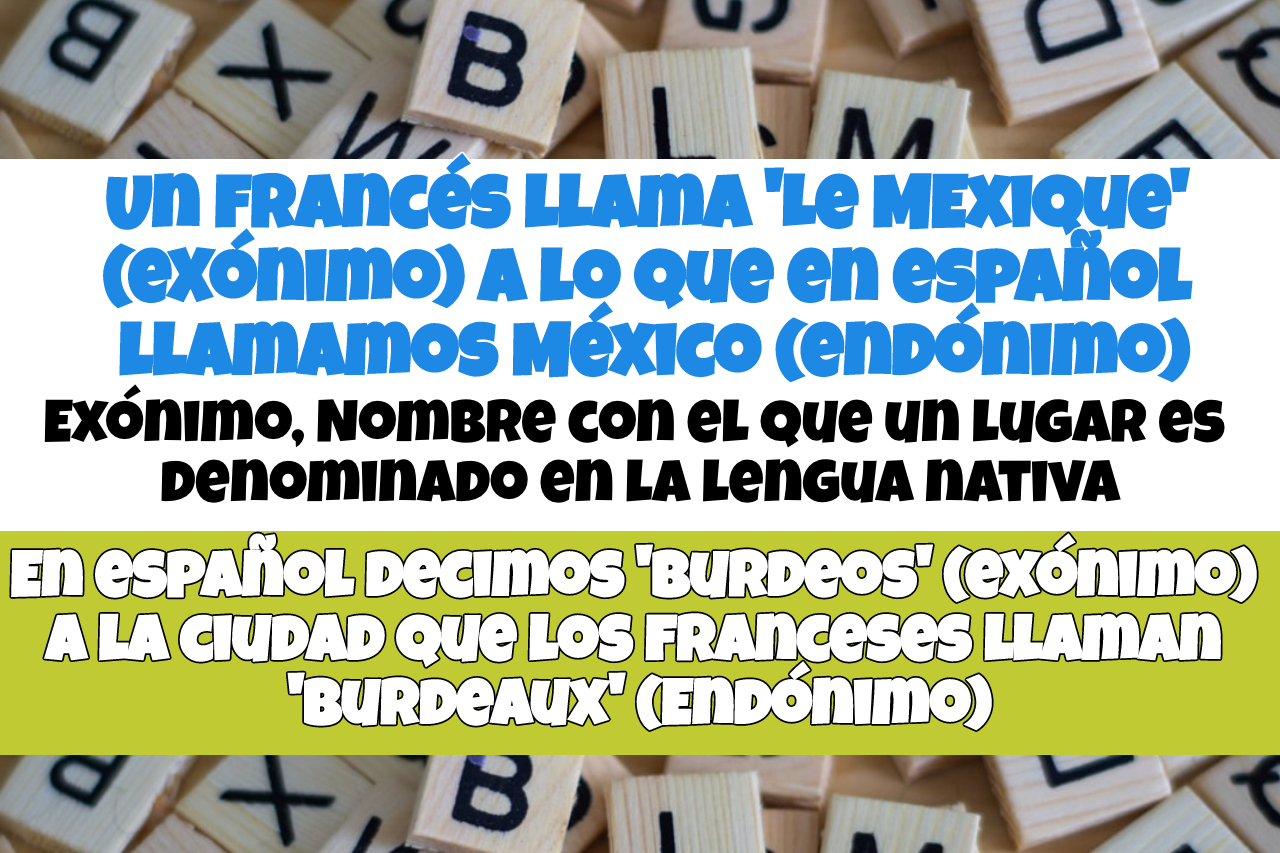 Un francés llama 'Le Mexique'
(exónimo) a lo que en español
llamamos México (endónimo)
Exónimo, Nombre con el que un lugar es
denominado en la lengua nativa
En español decimos 'Burdeos' (exónimo)
a la ciudad que los franceses llaman
'Burdeaux' (Endónimo)